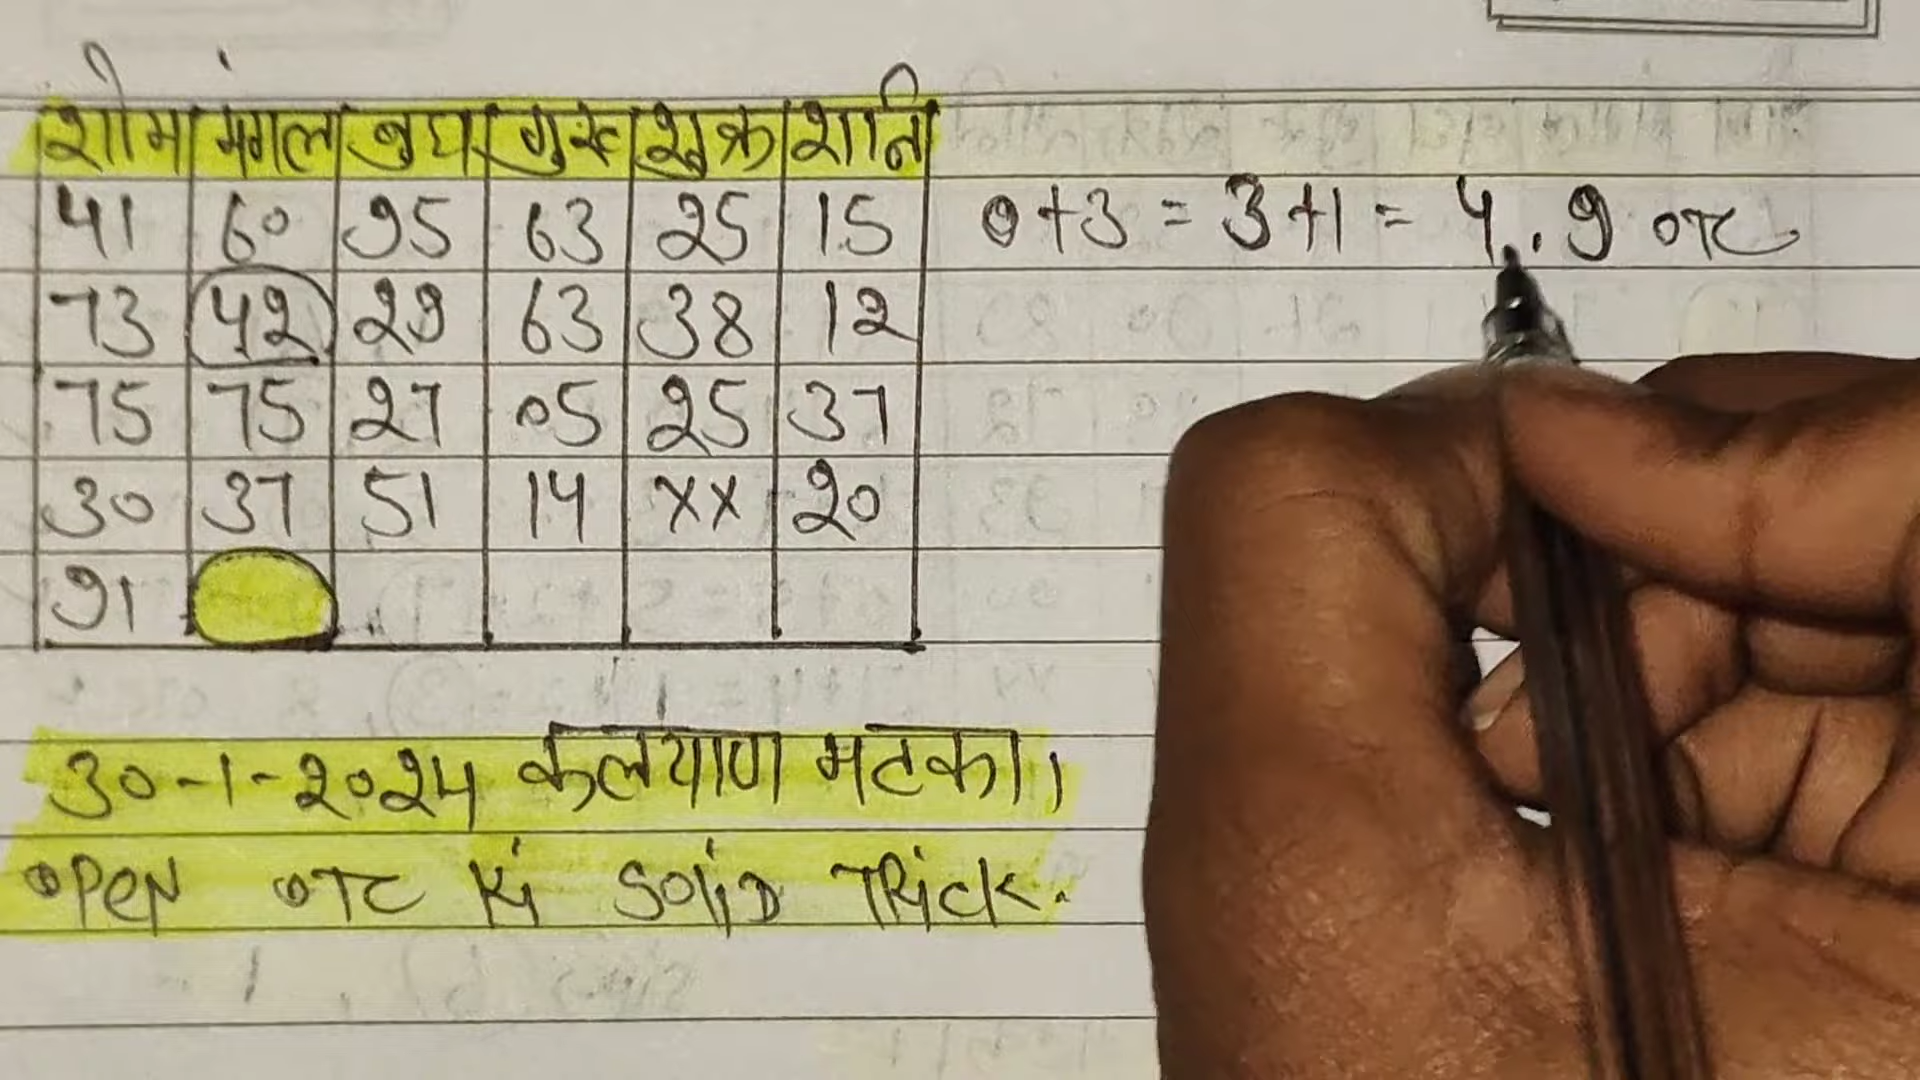 शोम मंगल बुध गुरू शुक्र शनि
41 60 95 63 25 15 0+3 = 3+1 = 4.9 OTC
73 42 29 63 38 12
75 75 27 05 25 37
30 37 51 14 XX 20
91
30-1-2024 कलयाण मटका।
OPEN OTC Ki SOliD TRick.